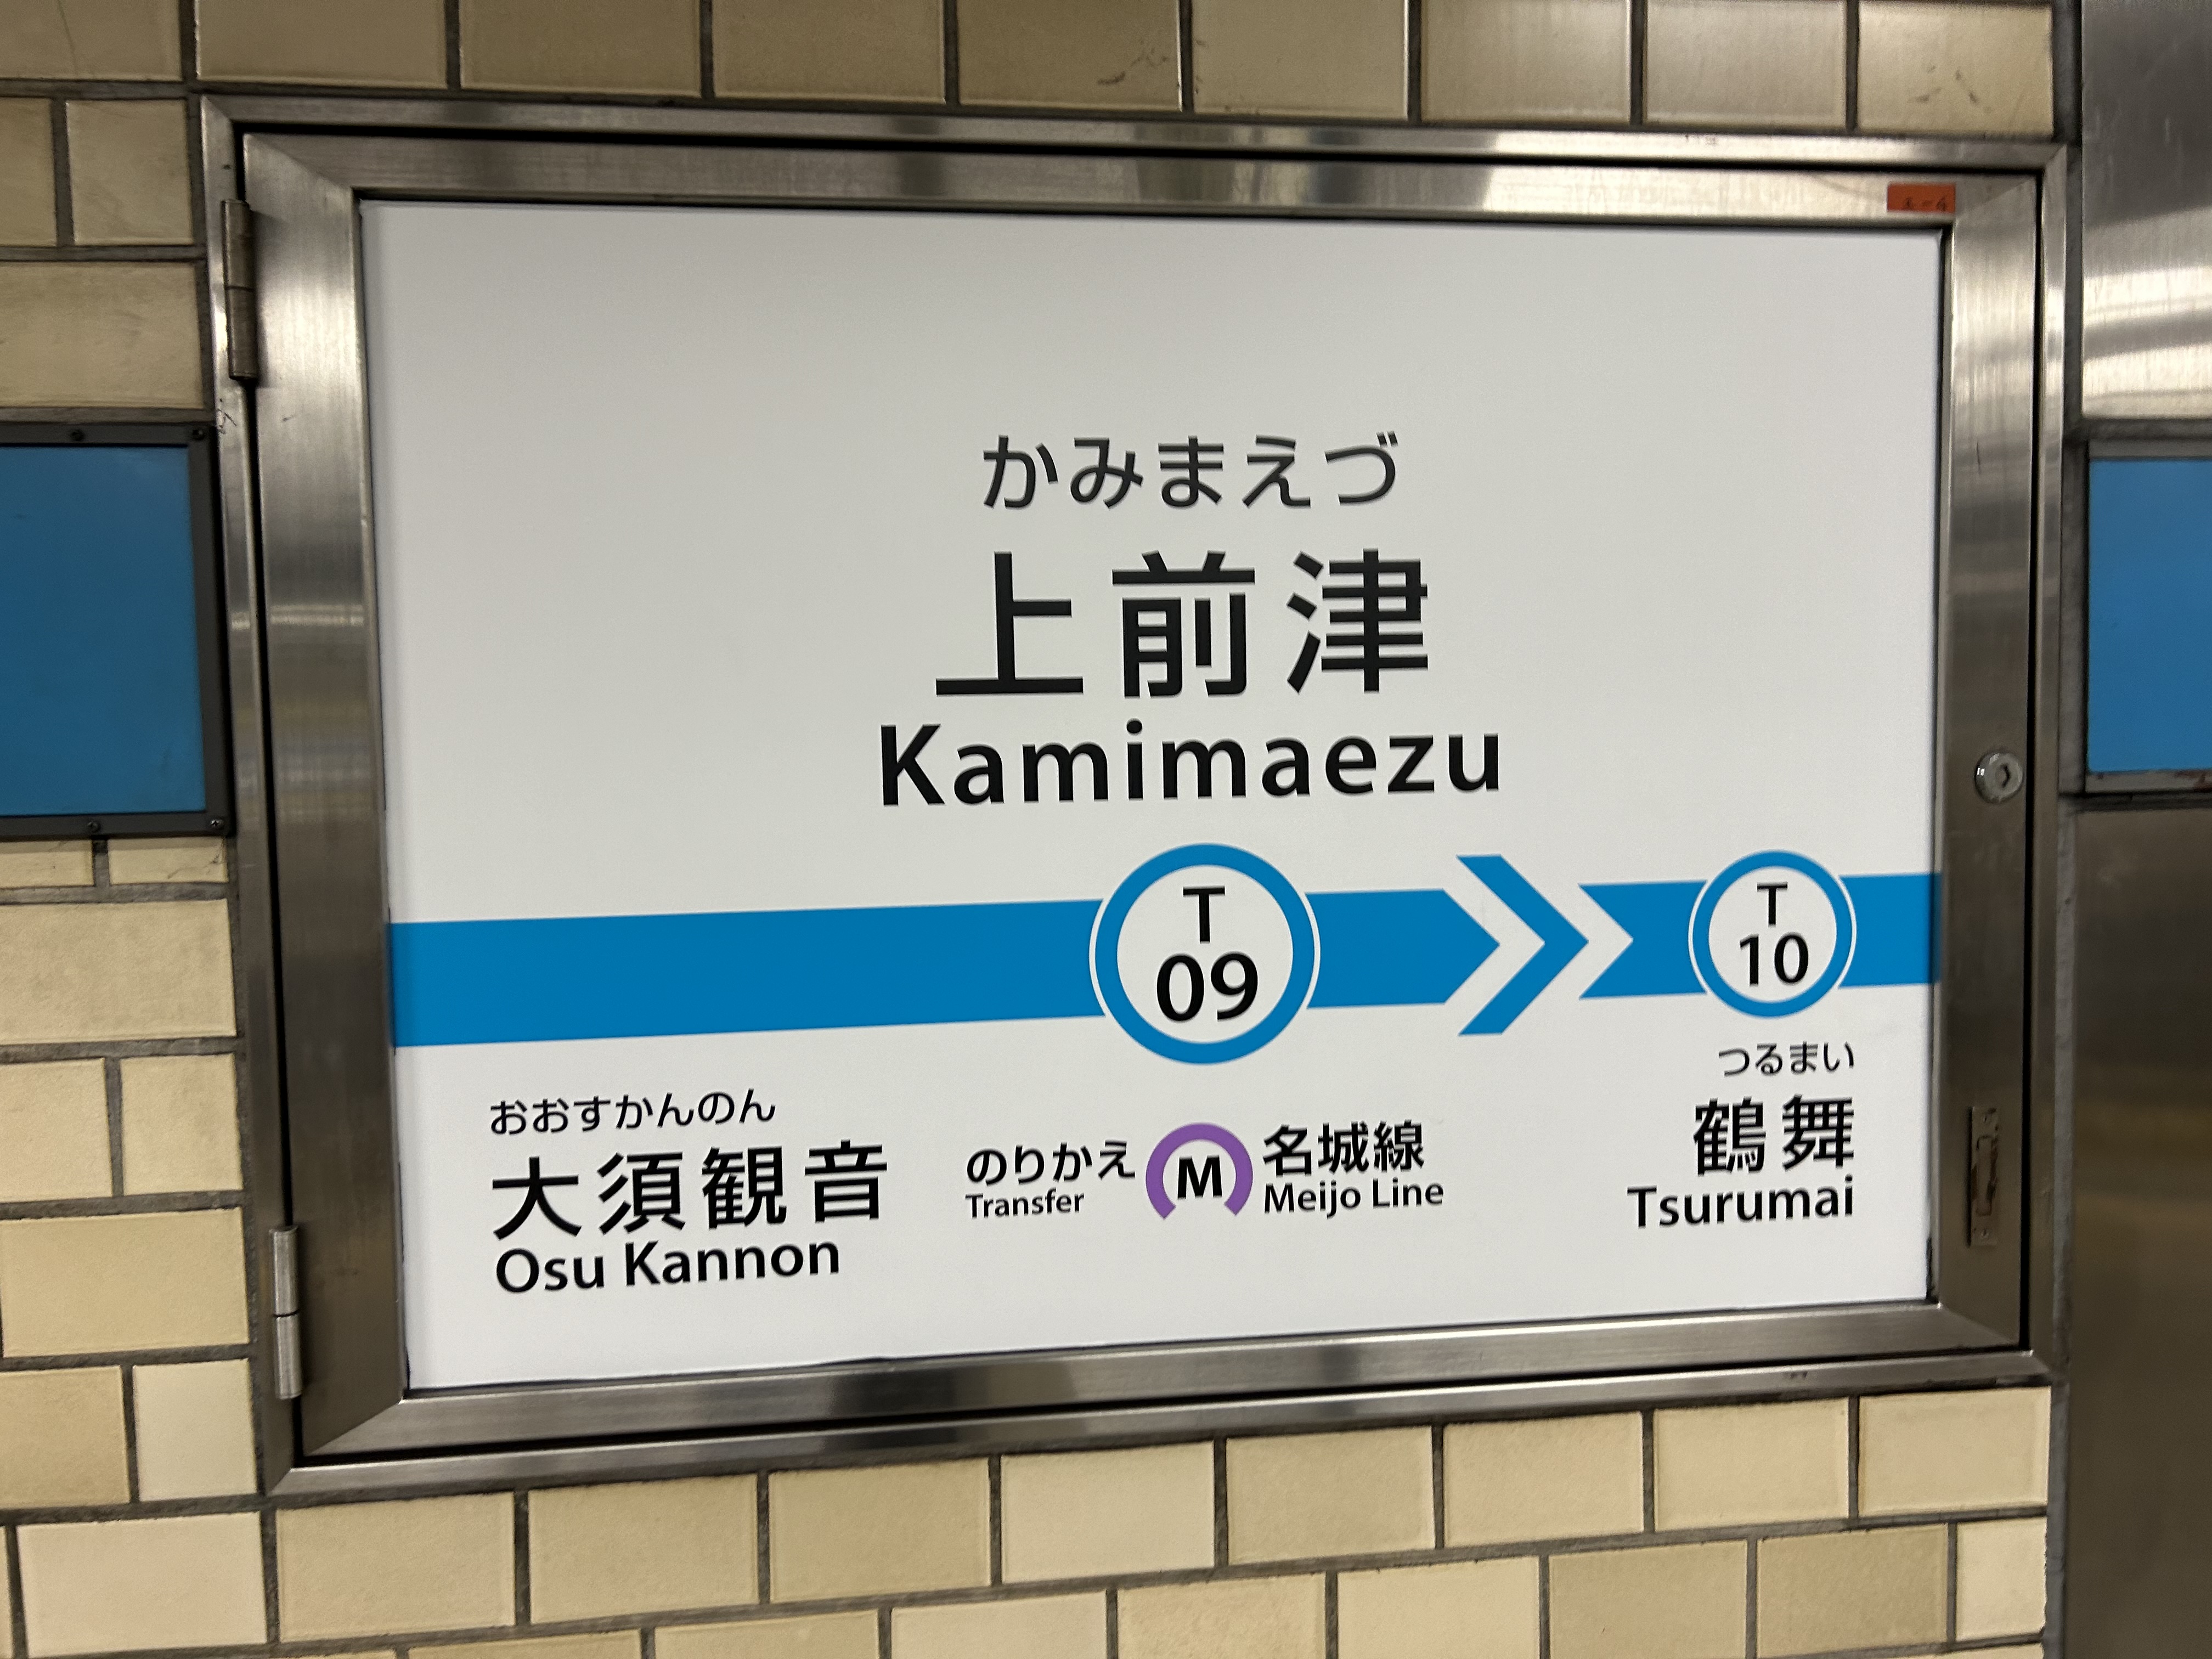 かみまえづ
上前津
Kamimaezu
T
09
T
10
おおすかんのん
大須観音
Osu Kannon
のりかえ
Transfer
M
名城線
Meijo Line
つるまい
鶴舞
Tsurumai